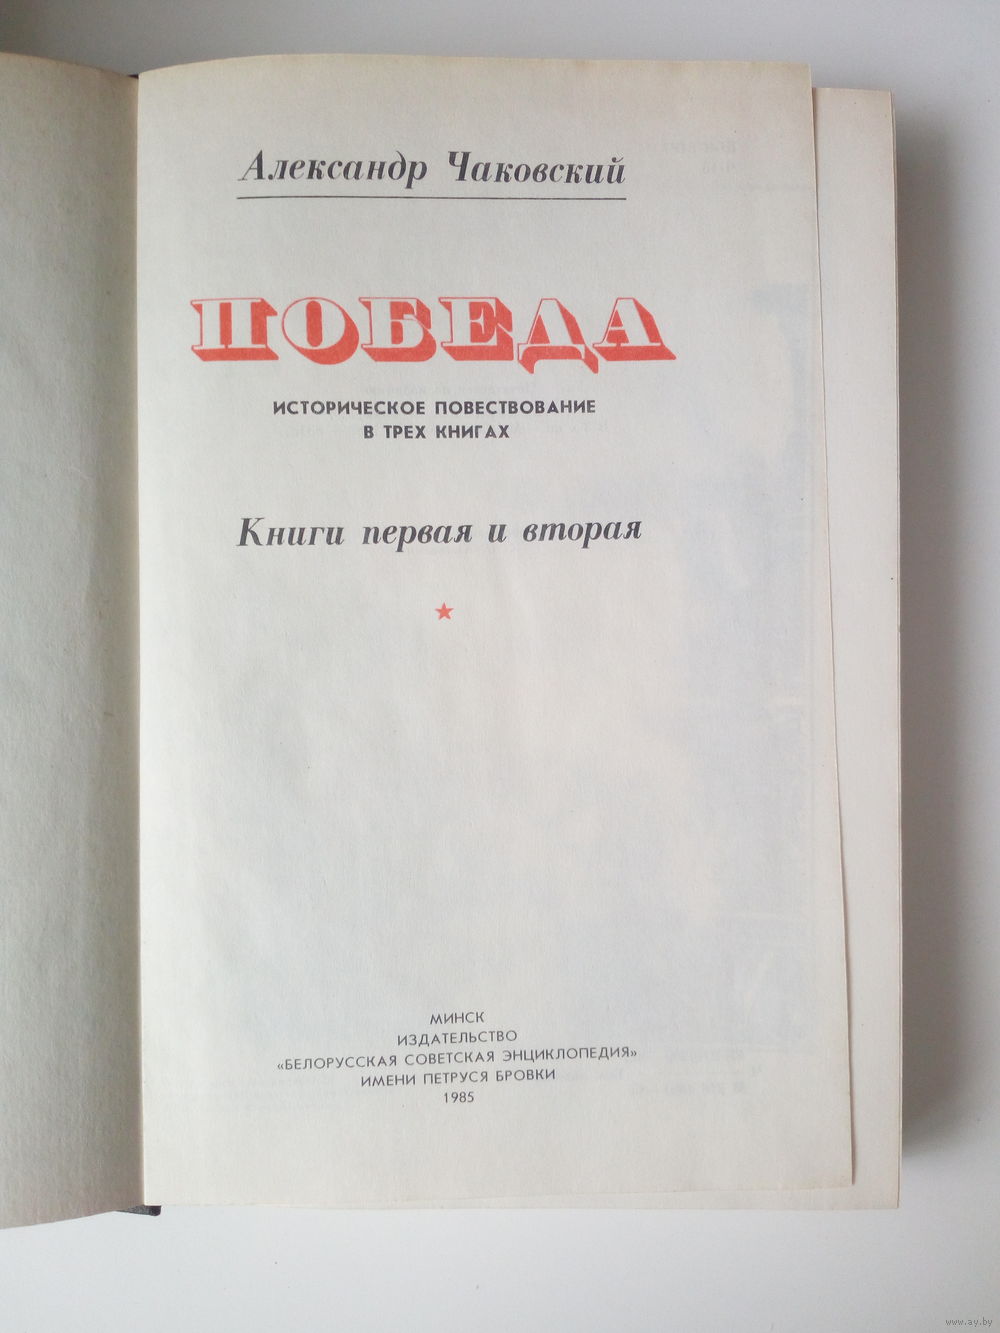 Александр Чаковский
ПОБЕДА
ИСТОРИЧЕСКОЕ ПОВЕСТВОВАНИЕ
В ТРЕХ КНИГАХ
Книги первая и вторая
МИНСК
ИЗДАТЕЛЬСТВО
«БЕЛОРУССКАЯ СОВЕТСКАЯ ЭНЦИКЛОПЕДИЯ»
ИМЕНИ ПЕТРУСЯ БРОВКИ
1985
www.ay.by